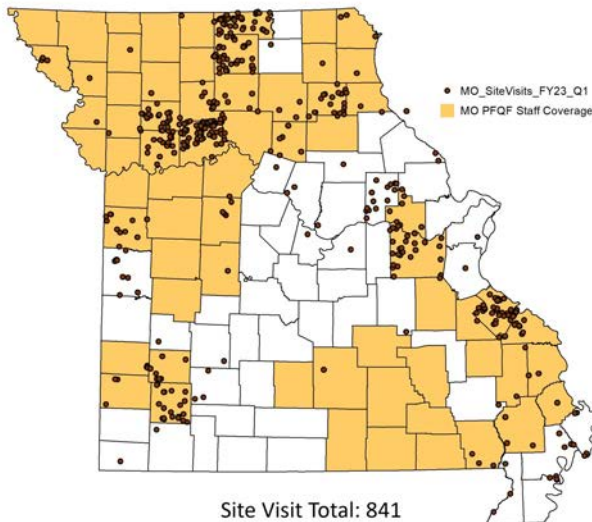 MO_SiteVisits_FY23_Q1
MO PFQF Staff Coverage
Site Visit Total: 841